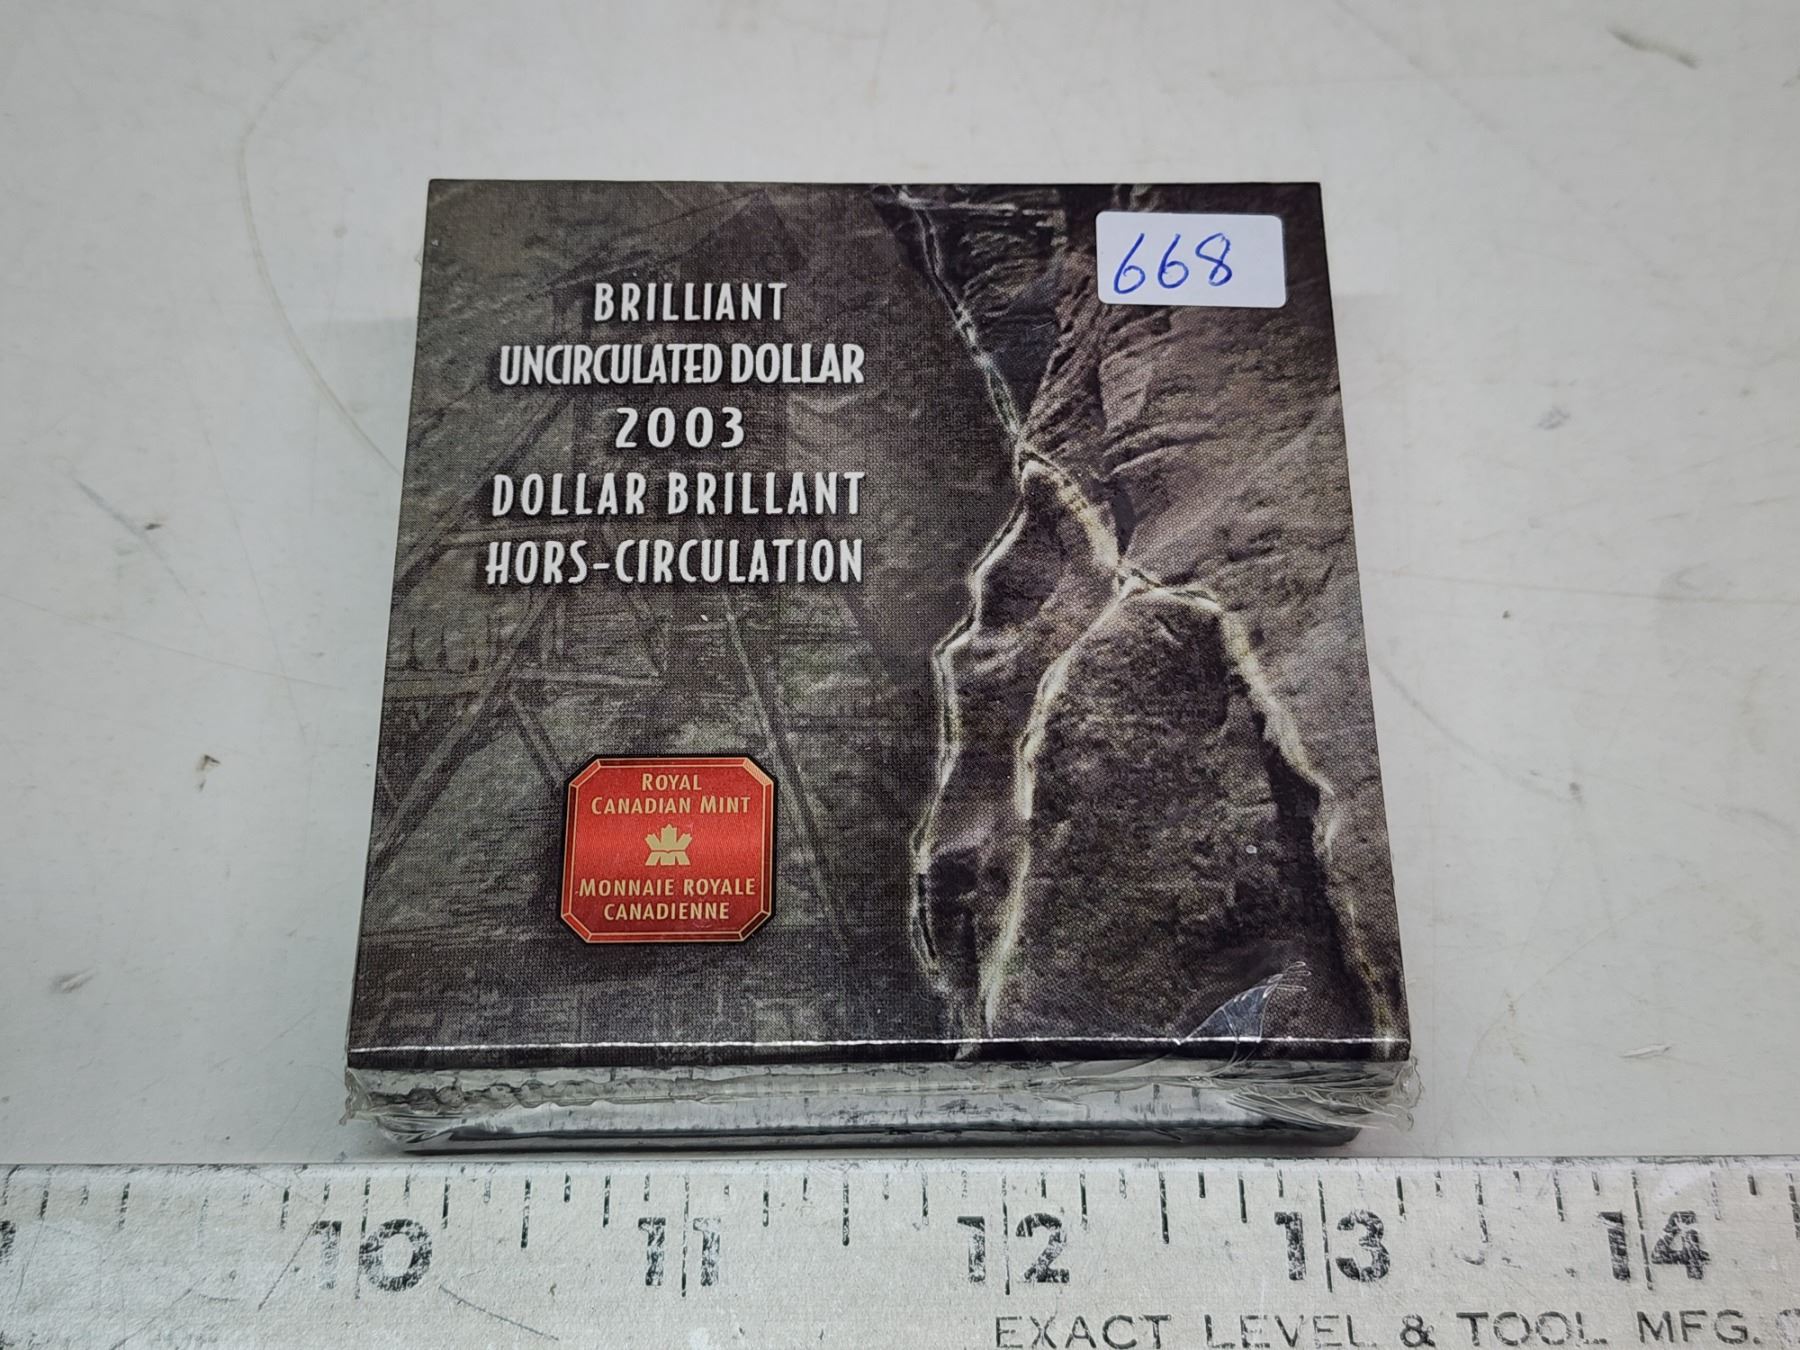 668
BRILLIANT
UNCIRCULATED DOLLAR
2003
DOLLAR BRILLANT
HORS-CIRCULATION
ROYAL
CANADIAN MINT
MONNAIE ROYALE
CANADIENNE
10 11 12 13 14
EXACT LEVEL & TOOL MFG.